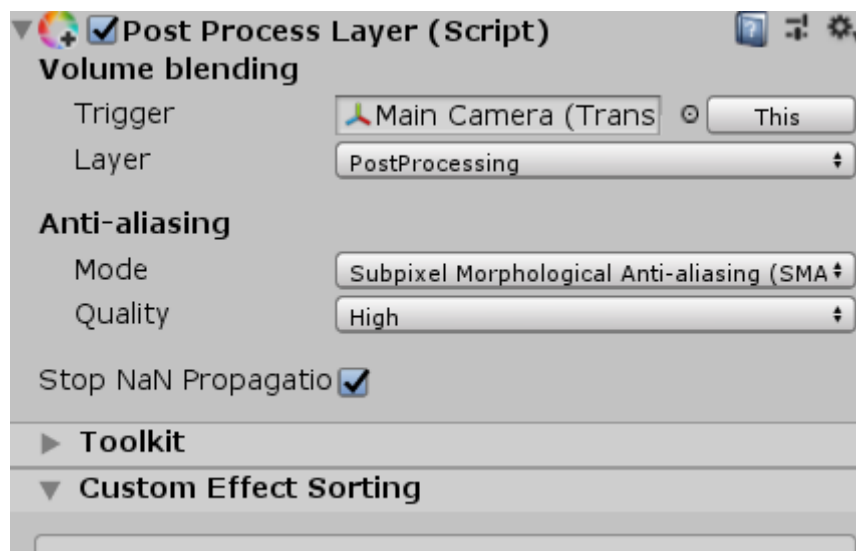 Post Process Layer (Script)
Volume blending
Trigger Main Camera (Trans This
Layer PostProcessing
Anti-aliasing
Mode Subpixel Morphological Anti-aliasing (SMA
Quality High
Stop NaN Propagatio
Toolkit
Custom Effect Sorting